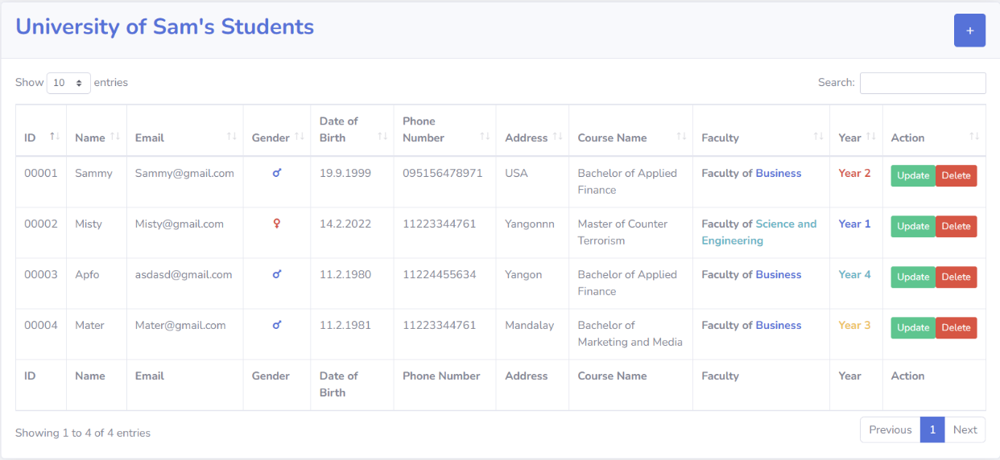 University of Sam's Students
+
Show 10 entries
Search:
ID Name Email Gender Date of Birth Phone Number Address Course Name Faculty Year Action
00001 Sammy Sammy@gmail.com 19.9.1999 095156478971 USA Bachelor of Applied Finance Faculty of Business Year 2 Update Delete
00002 Misty Misty@gmail.com 14.2.2022 11223344761 Yangonnn Master of Counter Terrorism Faculty of Science and Engineering Year 1 Update Delete
00003 Apfo asdasd@gmail.com 11.2.1980 11224455634 Yangon Bachelor of Applied Finance Faculty of Business Year 4 Update Delete
00004 Mater Mater@gmail.com 11.2.1981 11223344761 Mandalay Bachelor of Marketing and Media Faculty of Business Year 3 Update Delete
ID Name Email Gender Date of Birth Phone Number Address Course Name Faculty Year Action
Showing 1 to 4 of 4 entries
Previous 1 Next